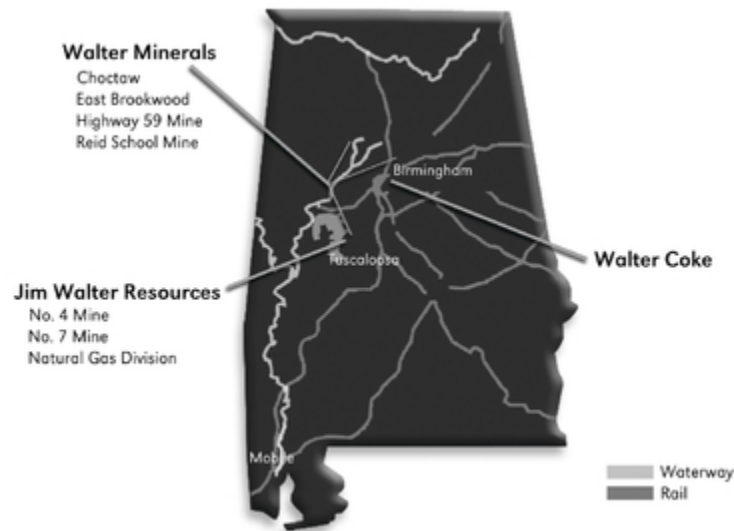 Walter Minerals
Choctaw
East Brookwood
Highway 59 Mine
Reid School Mine
Birmingham
Walter Coke
Tuscaloosa
Jim Walter Resources
No. 4 Mine
No. 7 Mine
Natural Gas Division
Mobile
Waterway
Rail